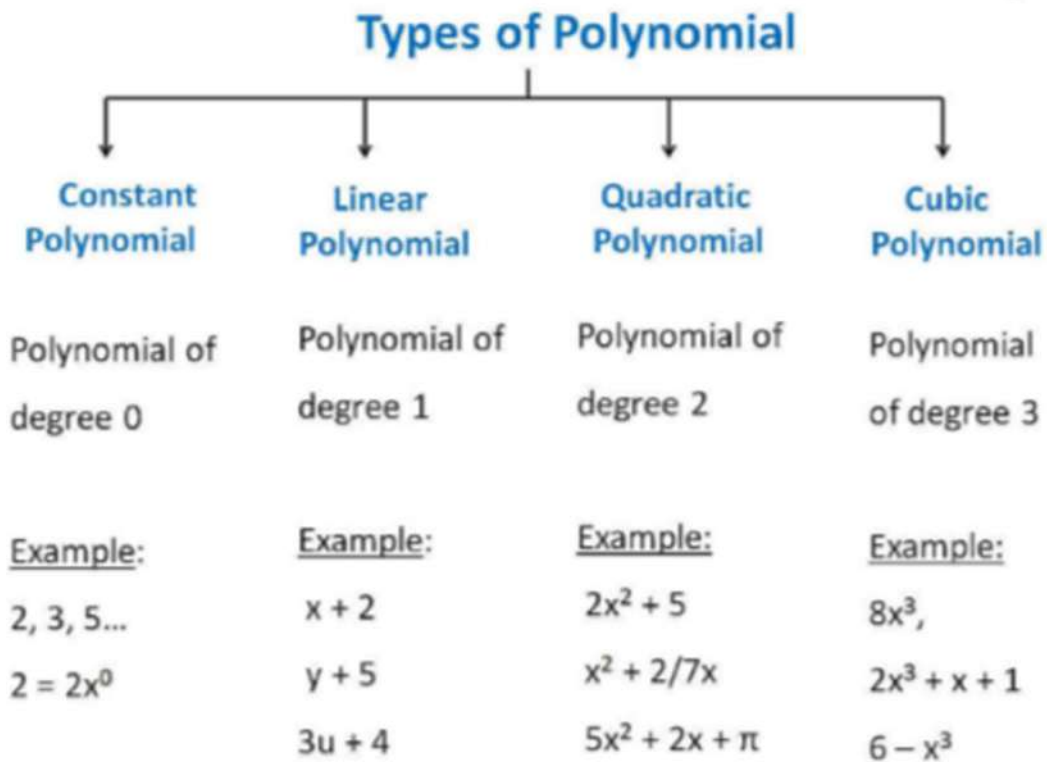 Types of Polynomial
Constant
Polynomial
Polynomial of
degree 0
Example:
2, 3, 5...
2 = 2x⁰
Linear
Polynomial
Polynomial of
degree 1
Example:
x + 2
y + 5
3u + 4
Quadratic
Polynomial
Polynomial of
degree 2
Example:
2x² + 5
x² + 2/7x
5x² + 2x + π
Cubic
Polynomial
Polynomial
of degree 3
Example:
8x³,
2x³ + x + 1
6 – x³